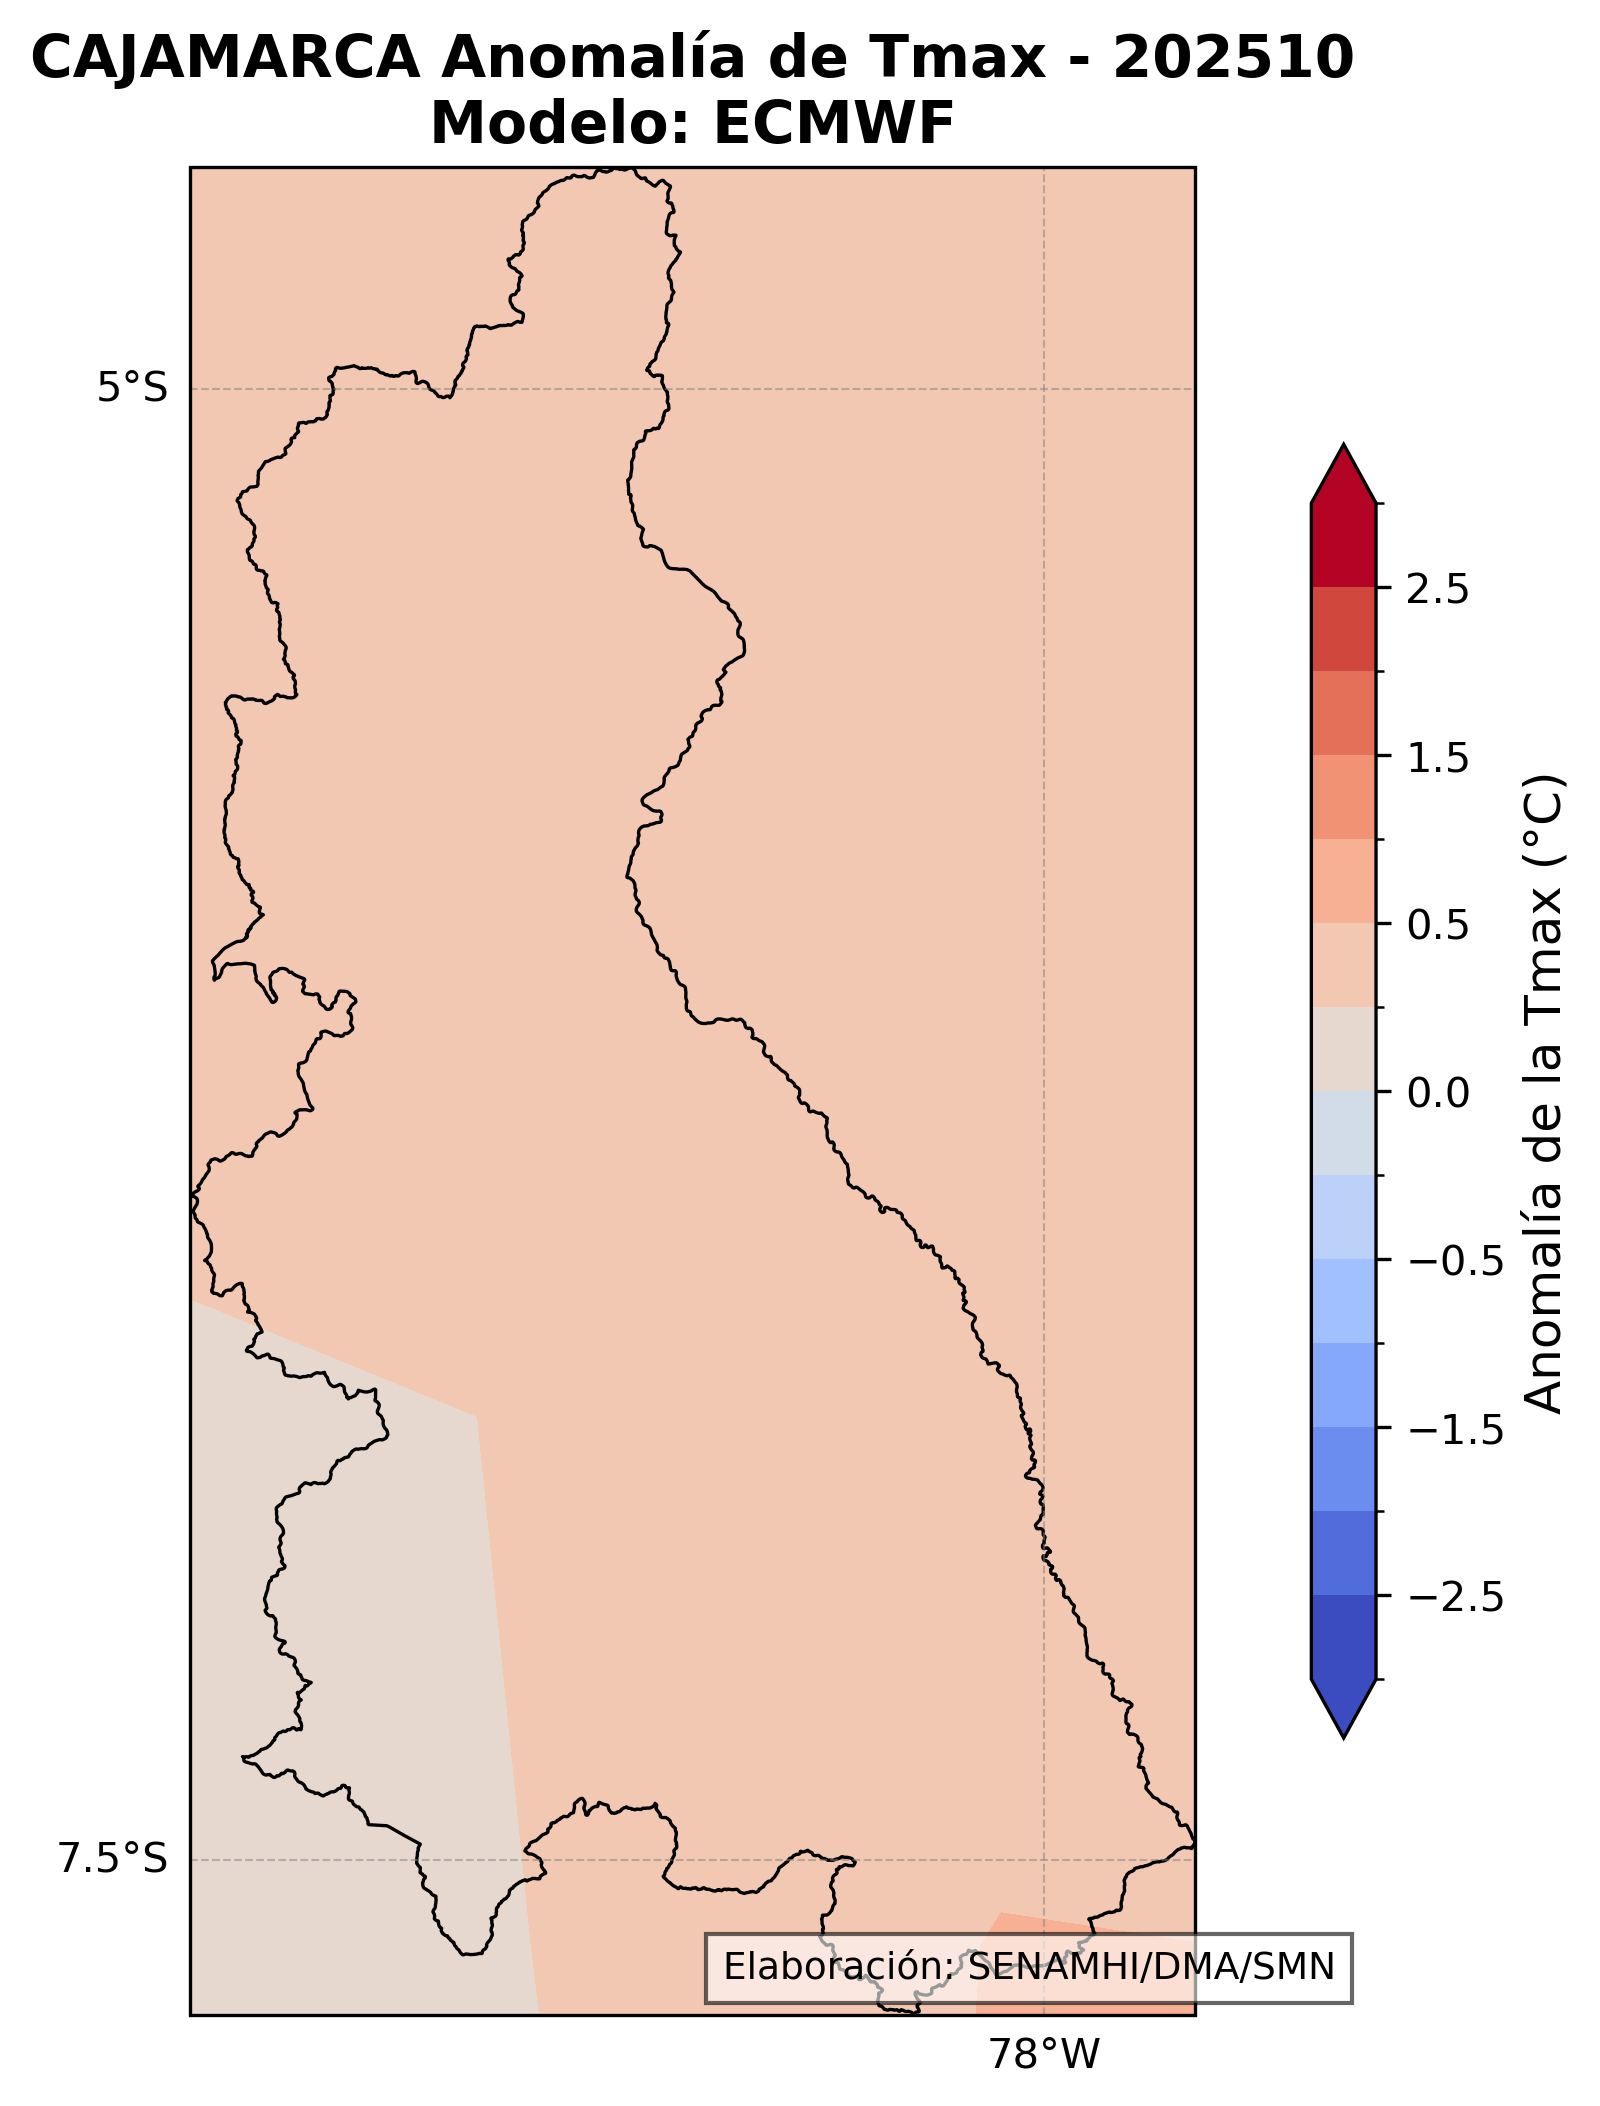 CAJAMARCA Anomalía de Tmax - 202510
Modelo: ECMWF
5°S
7.5°S
78°W
2.5
1.5
0.5
0.0
−0.5
−1.5
−2.5
Anomalía de la Tmax (°C)
Elaboración: SENAMHI/DMA/SMN